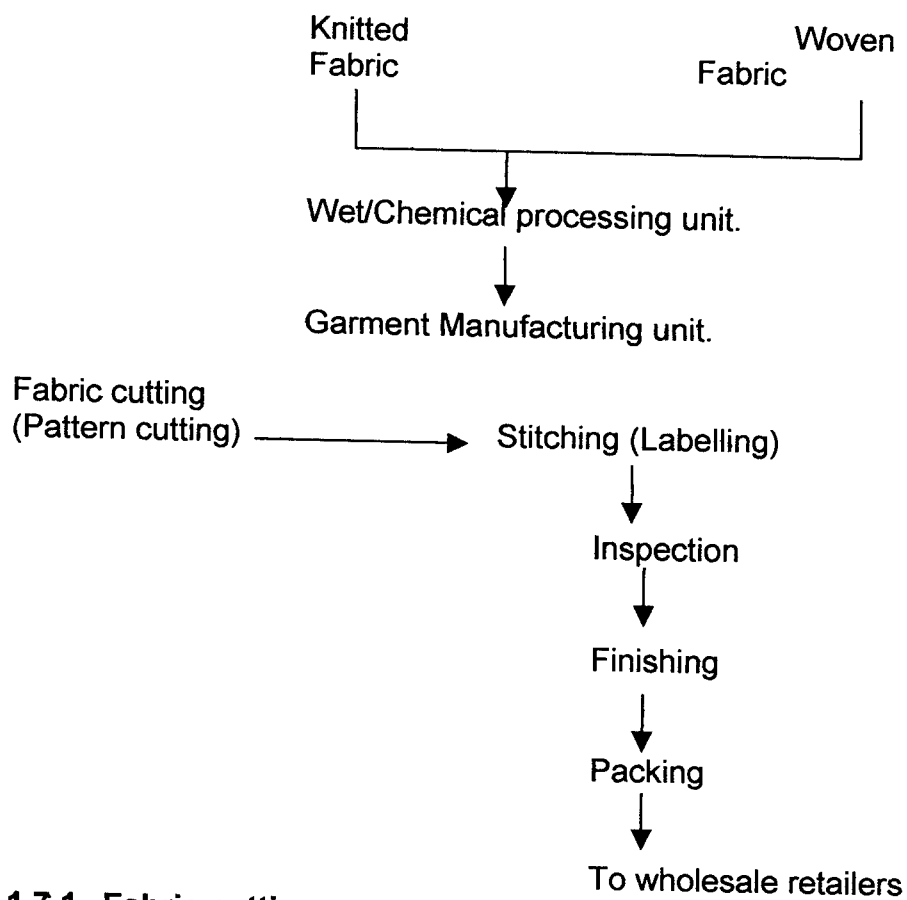 Knitted
Fabric
Woven
Fabric
Wet/Chemical processing unit.
Garment Manufacturing unit.
Fabric cutting
(Pattern cutting)
Stitching (Labelling)
Inspection
Finishing
Packing
To wholesale retailers
1.7.1 Fabric